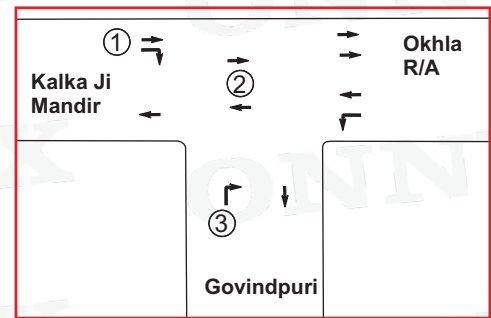 ①
Okhla
R/A
Kalka Ji
Mandir
②
③
Govindpuri